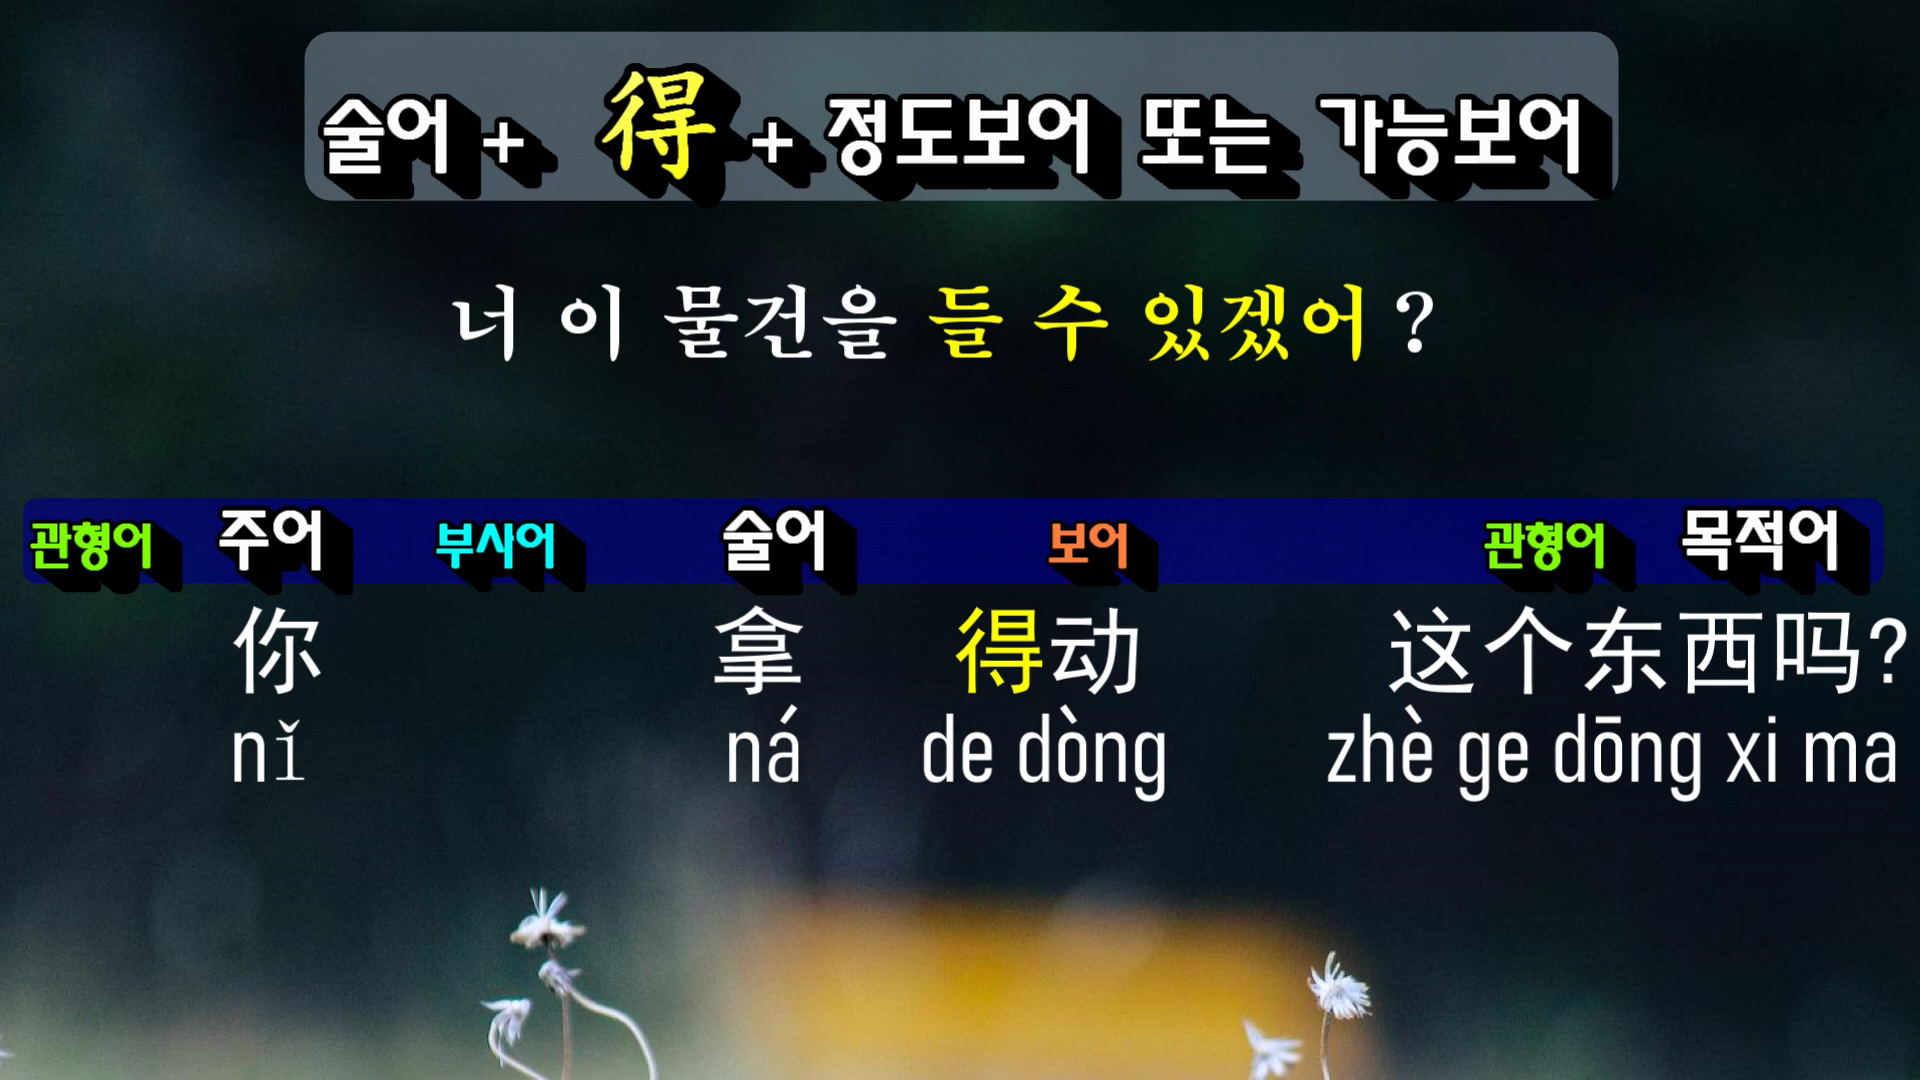 술어 + 得 + 정도보어 또는 가능보어
너 이 물건을 들 수 있겠어 ?
관형어 주어 부사어 술어 보어 관형어 목적어
你 拿 得动 这个东西吗?
nǐ ná de dòng zhè ge dōng xi ma